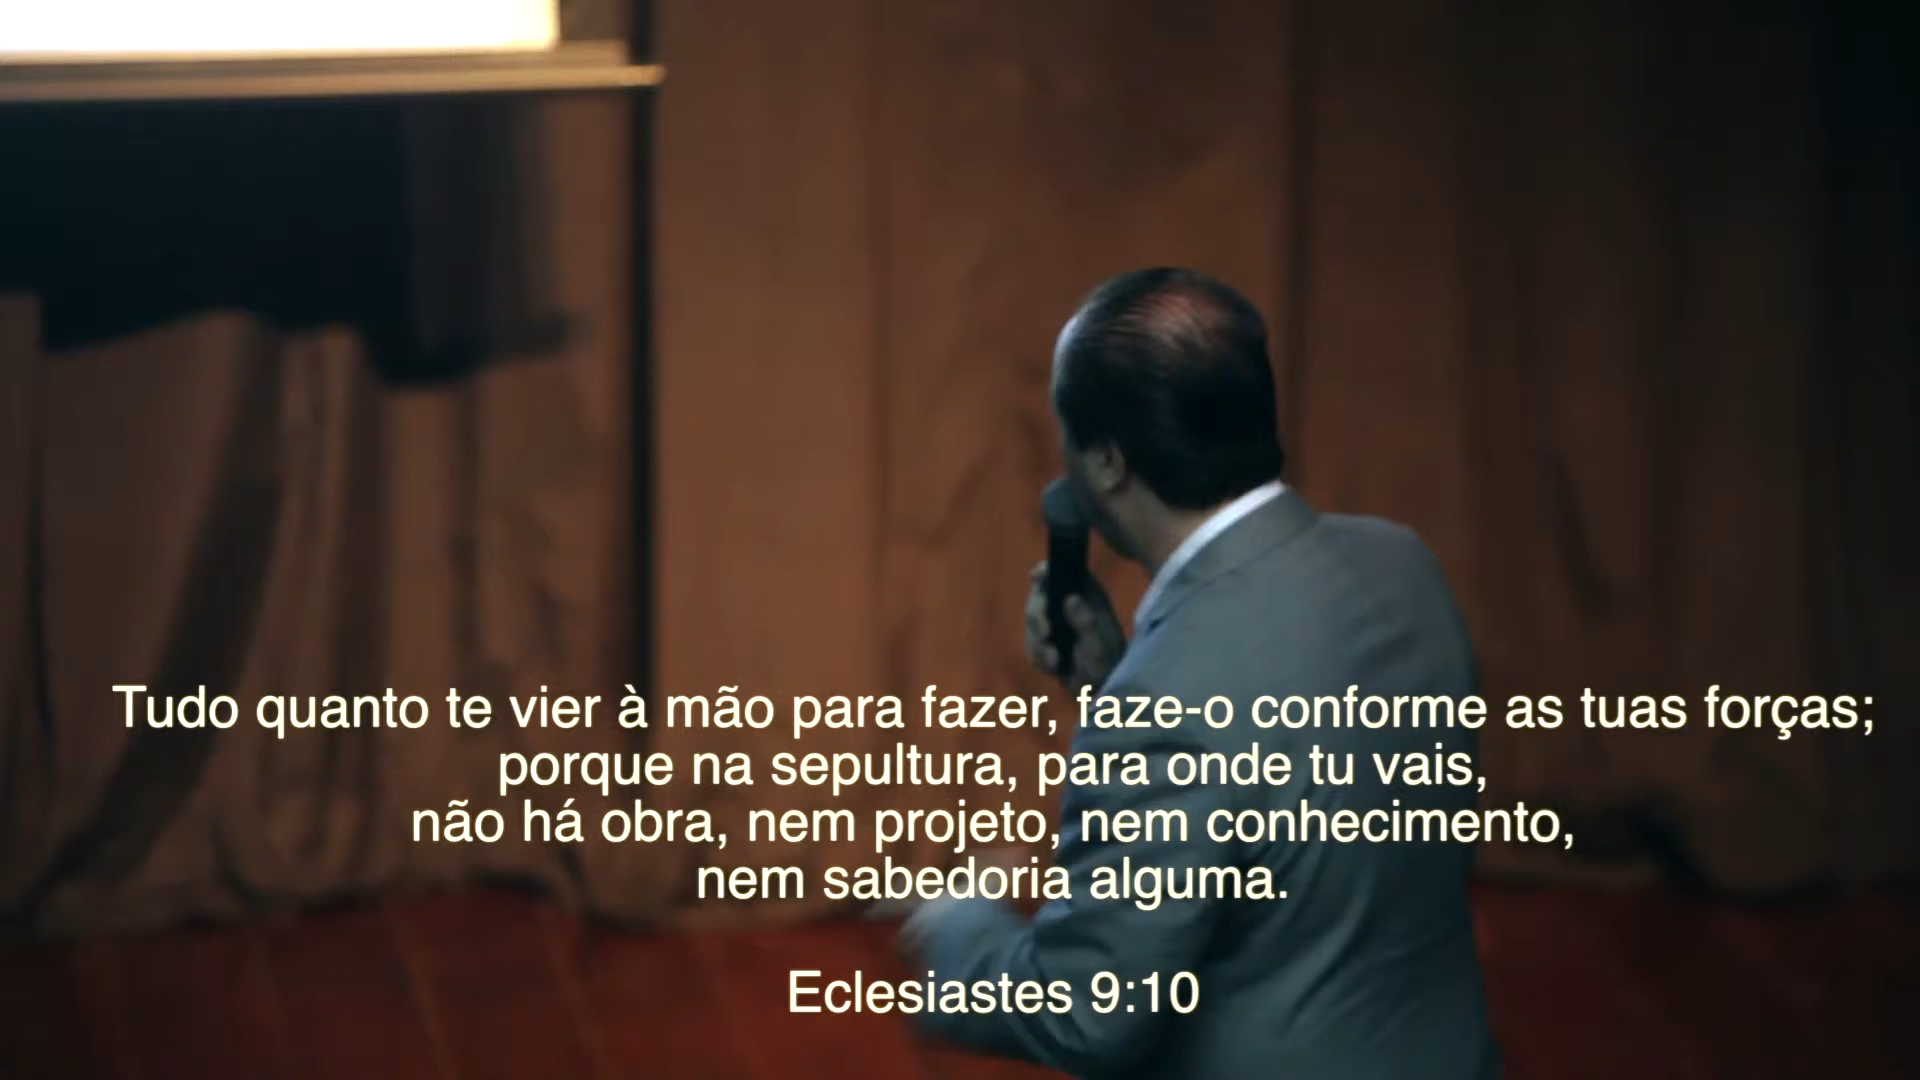 Tudo quanto te vier à mão para fazer, faze-o conforme as tuas forças;
porque na sepultura, para onde tu vais,
não há obra, nem projeto, nem conhecimento,
nem sabedoria alguma.
Eclesiastes 9:10